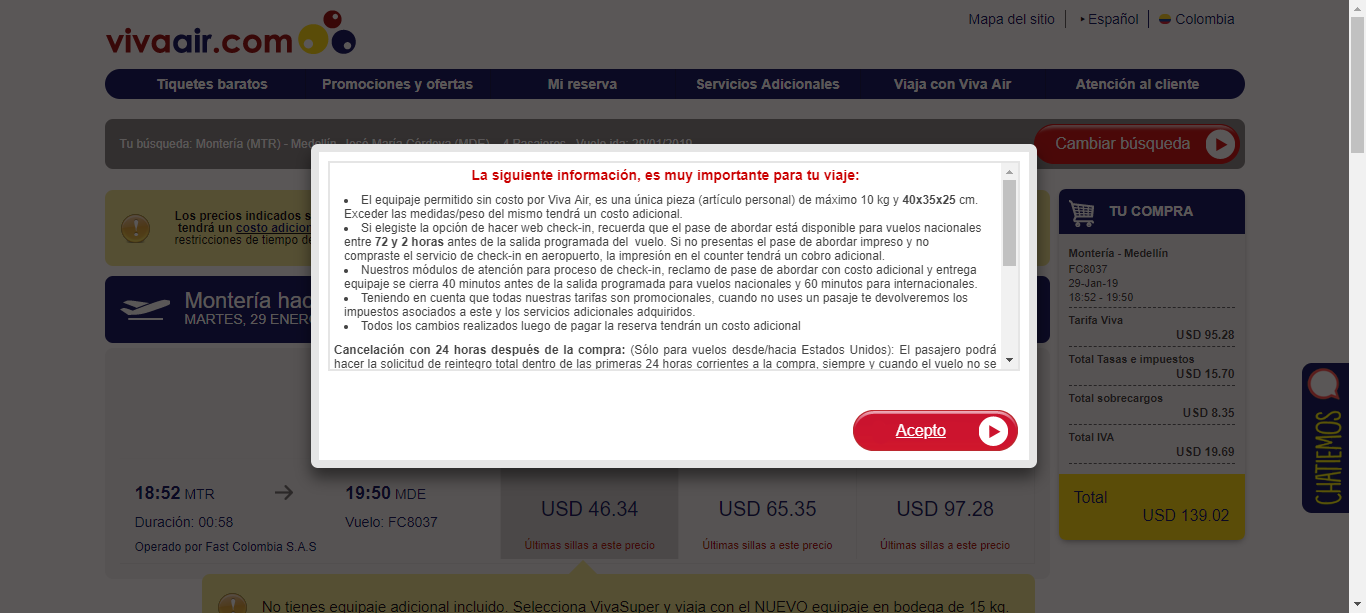 vivaair.com
Mapa del sitio
Español
Colombia
Tiquetes baratos
Promociones y ofertas
Mi reserva
Servicios Adicionales
Viaja con Viva Air
Atención al cliente
Tu búsqueda: Montería (MTR) - Medellín José María Córdova (MDE) - 4 Pasajeros - Vuelo ida: 29/01/2019
Cambiar búsqueda
Los precios indicados s
tendrá un costo adicion
restricciones de tiempo de
La siguiente información, es muy importante para tu viaje:
• El equipaje permitido sin costo por Viva Air, es una única pieza (artículo personal) de máximo 10 kg y 40x35x25 cm.
Exceder las medidas/peso del mismo tendrá un costo adicional.
• Si elegiste la opción de hacer web check-in, recuerda que el pase de abordar está disponible para vuelos nacionales
entre 72 y 2 horas antes de la salida programada del vuelo. Si no presentas el pase de abordar impreso y no
compraste el servicio de check-in en aeropuerto, la impresión en el counter tendrá un cobro adicional.
• Nuestros módulos de atención para proceso de check-in, reclamo de pase de abordar con costo adicional y entrega
equipaje se cierra 40 minutos antes de la salida programada para vuelos nacionales y 60 minutos para internacionales.
• Teniendo en cuenta que todas nuestras tarifas son promocionales, cuando no uses un pasaje te devolveremos los
impuestos asociados a este y los servicios adicionales adquiridos.
• Todos los cambios realizados luego de pagar la reserva tendrán un costo adicional
Cancelación con 24 horas después de la compra: (Sólo para vuelos desde/hacia Estados Unidos): El pasajero podrá
hacer la solicitud de reintegro total dentro de las primeras 24 horas corrientes a la compra, siempre y cuando el vuelo no se
Acepto
Montería hac
MARTES, 29 ENER
18:52 MTR
19:50 MDE
Duración: 00:58
Vuelo: FC8037
Operado por Fast Colombia S.A.S
USD 46.34
USD 65.35
USD 97.28
Últimas sillas a este precio
Últimas sillas a este precio
Últimas sillas a este precio
No tienes equipaje adicional incluido. Selecciona VivaSuper y viaja con el NUEVO equipaje en bodega de 15 kg.
TU COMPRA
Montería - Medellín
FC8037
29-Jan-19
18:52 - 19:50
Tarifa Viva
USD 95.28
Total Tasas e impuestos
USD 15.70
Total sobrecargos
USD 8.35
Total IVA
USD 19.69
Total
USD 139.02
CHATIEMOS